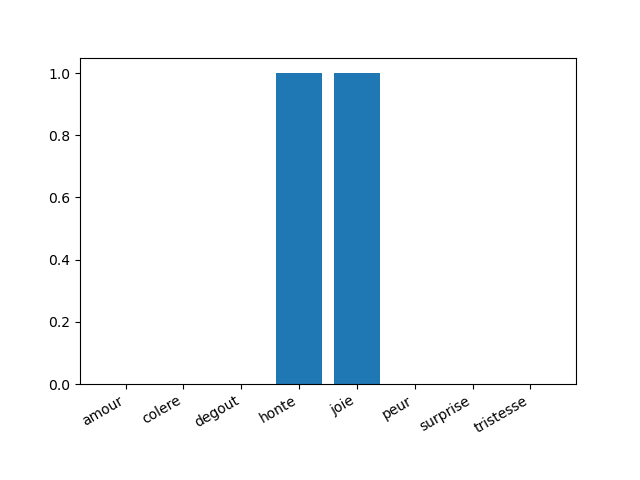 1.0
0.8
0.6
0.4
0.2
0.0
amour
colere
degout
honte
joie
peur
surprise
tristesse